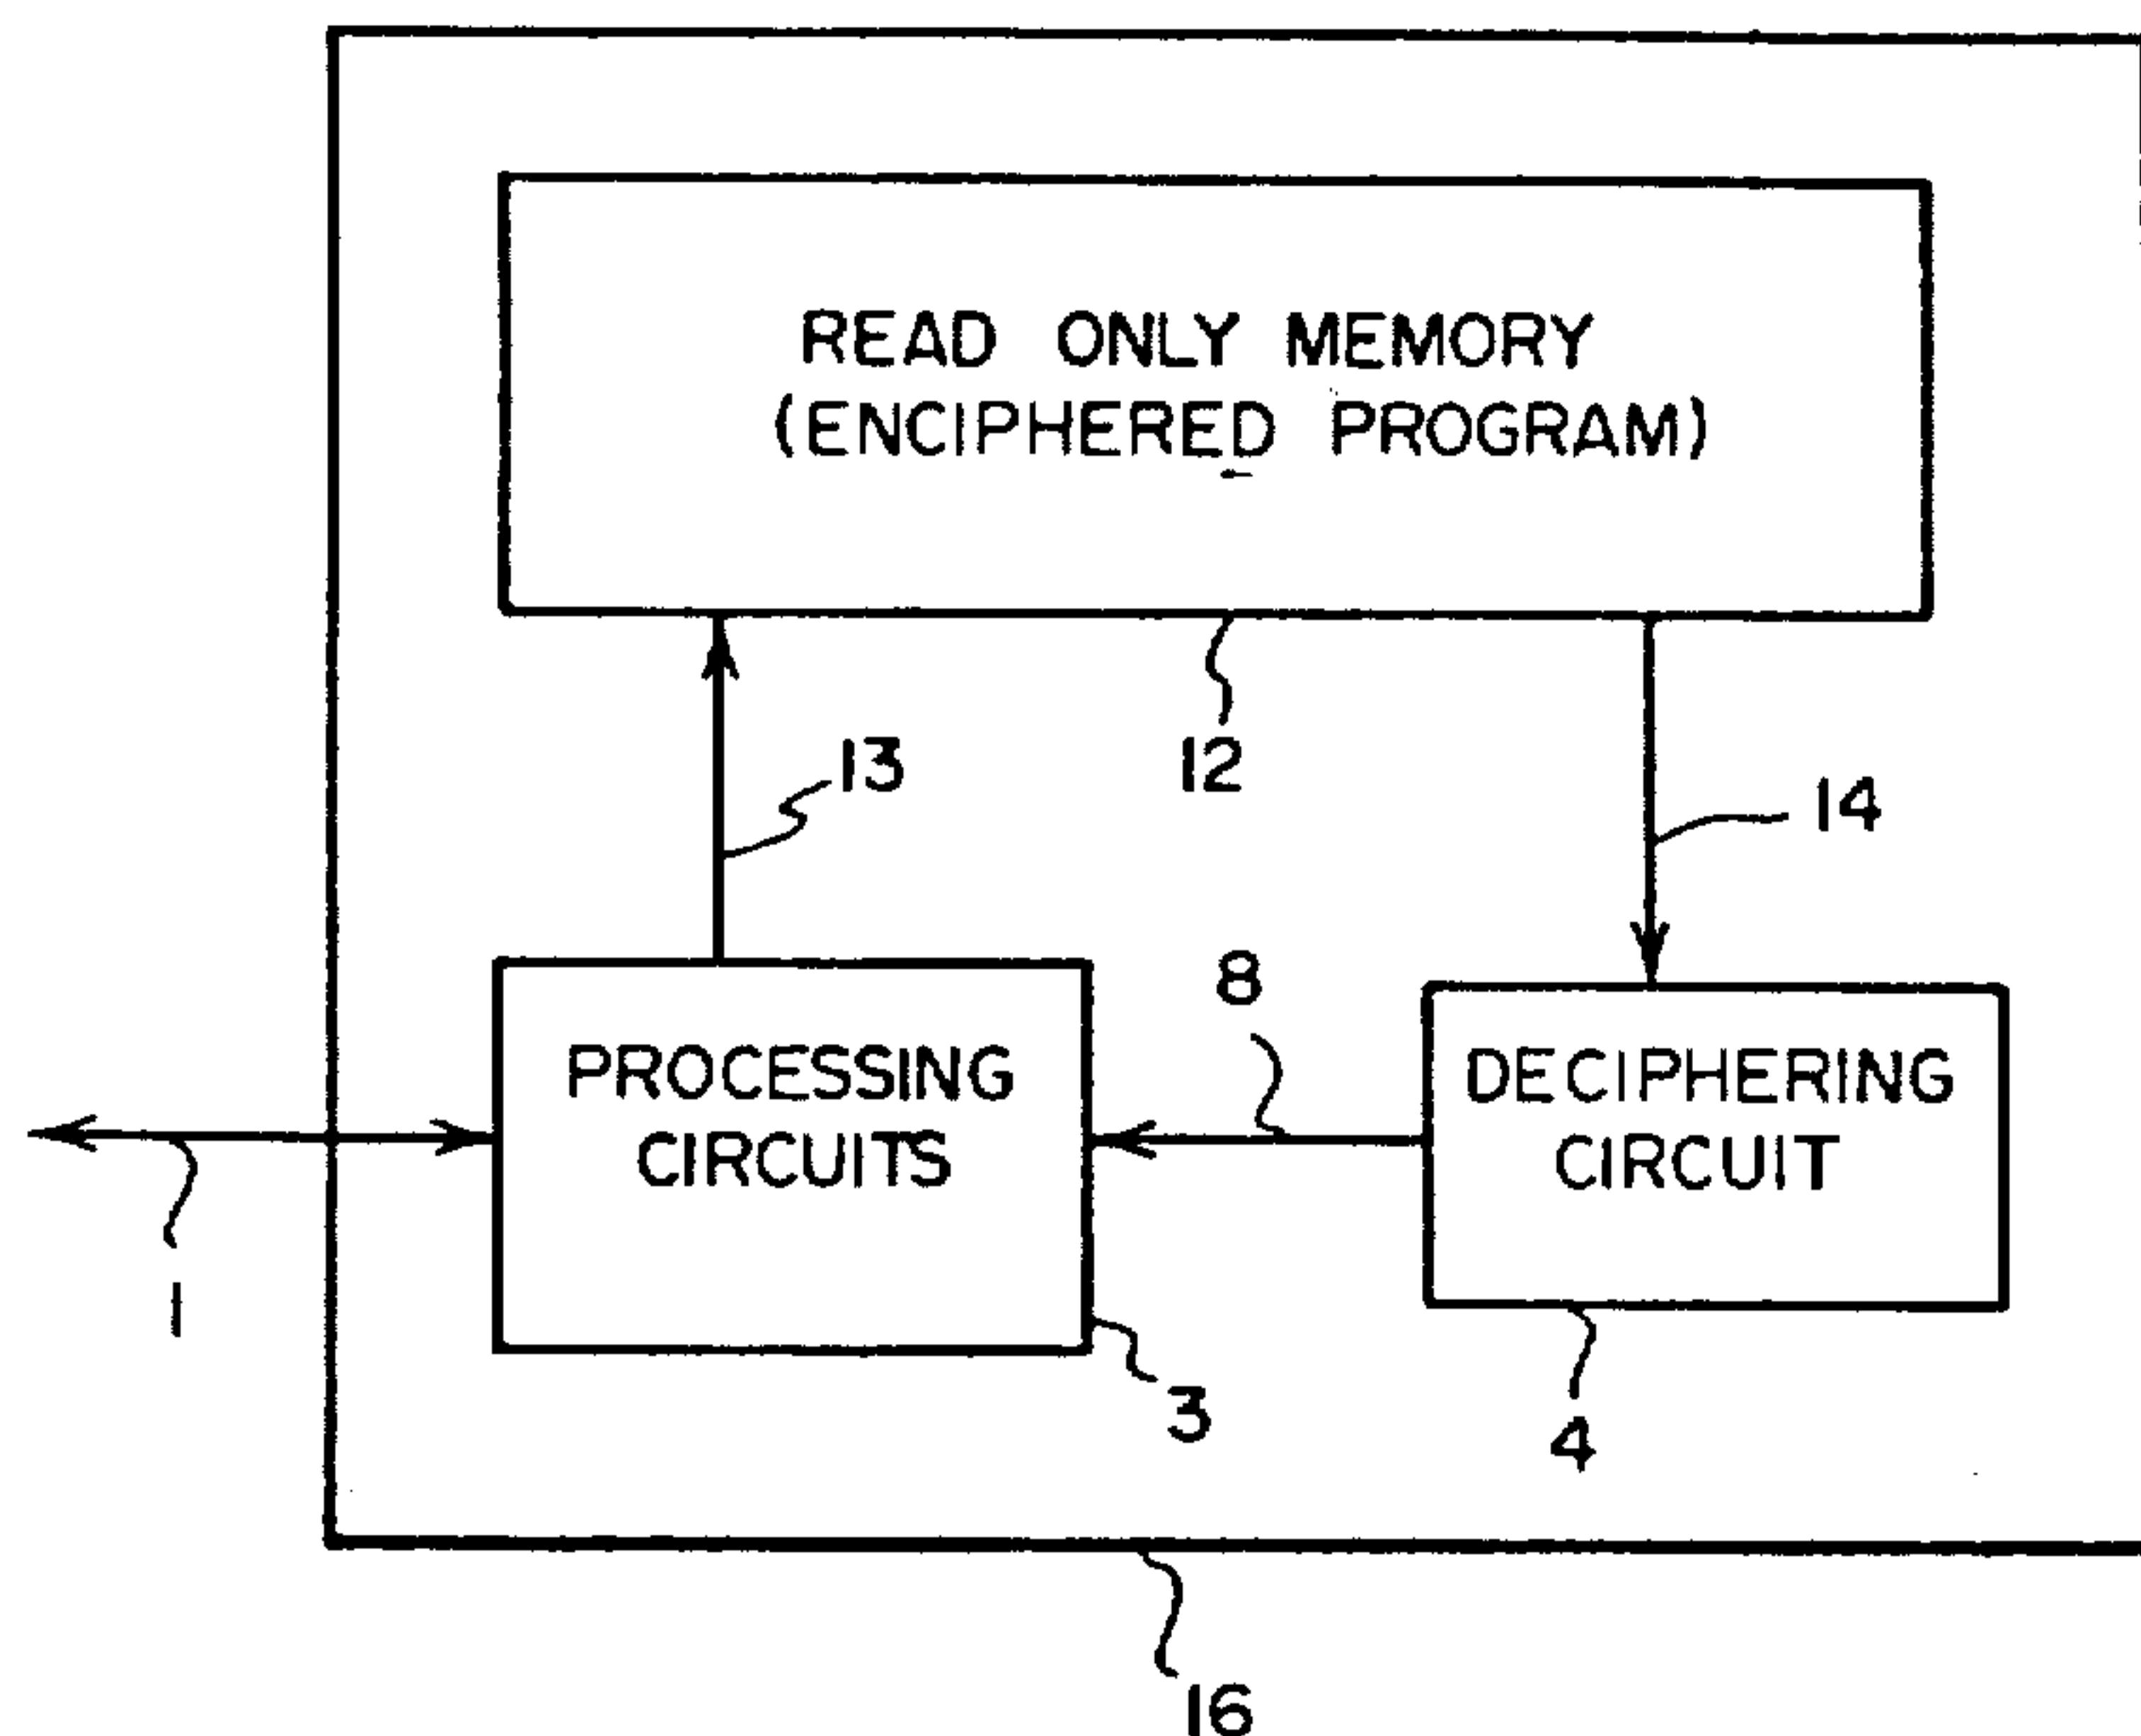 READ ONLY MEMORY
(ENCIPHERED PROGRAM)
13
12
14
8
PROCESSING
CIRCUITS
DECIPHERING
CIRCUIT
1
3
4
16